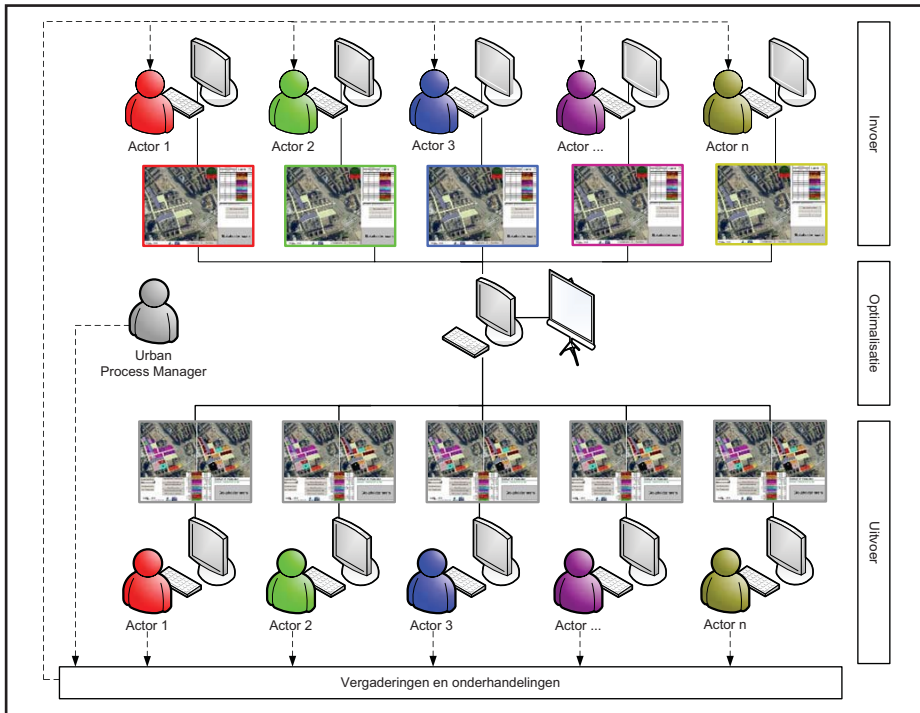 Actor 1
Actor 2
Actor 3
Actor ...
Actor n
Invoer
Urban
Process Manager
Optimalisatie
Actor 1
Actor 2
Actor 3
Actor ...
Actor n
Uitvoer
Vergaderingen en onderhandelingen